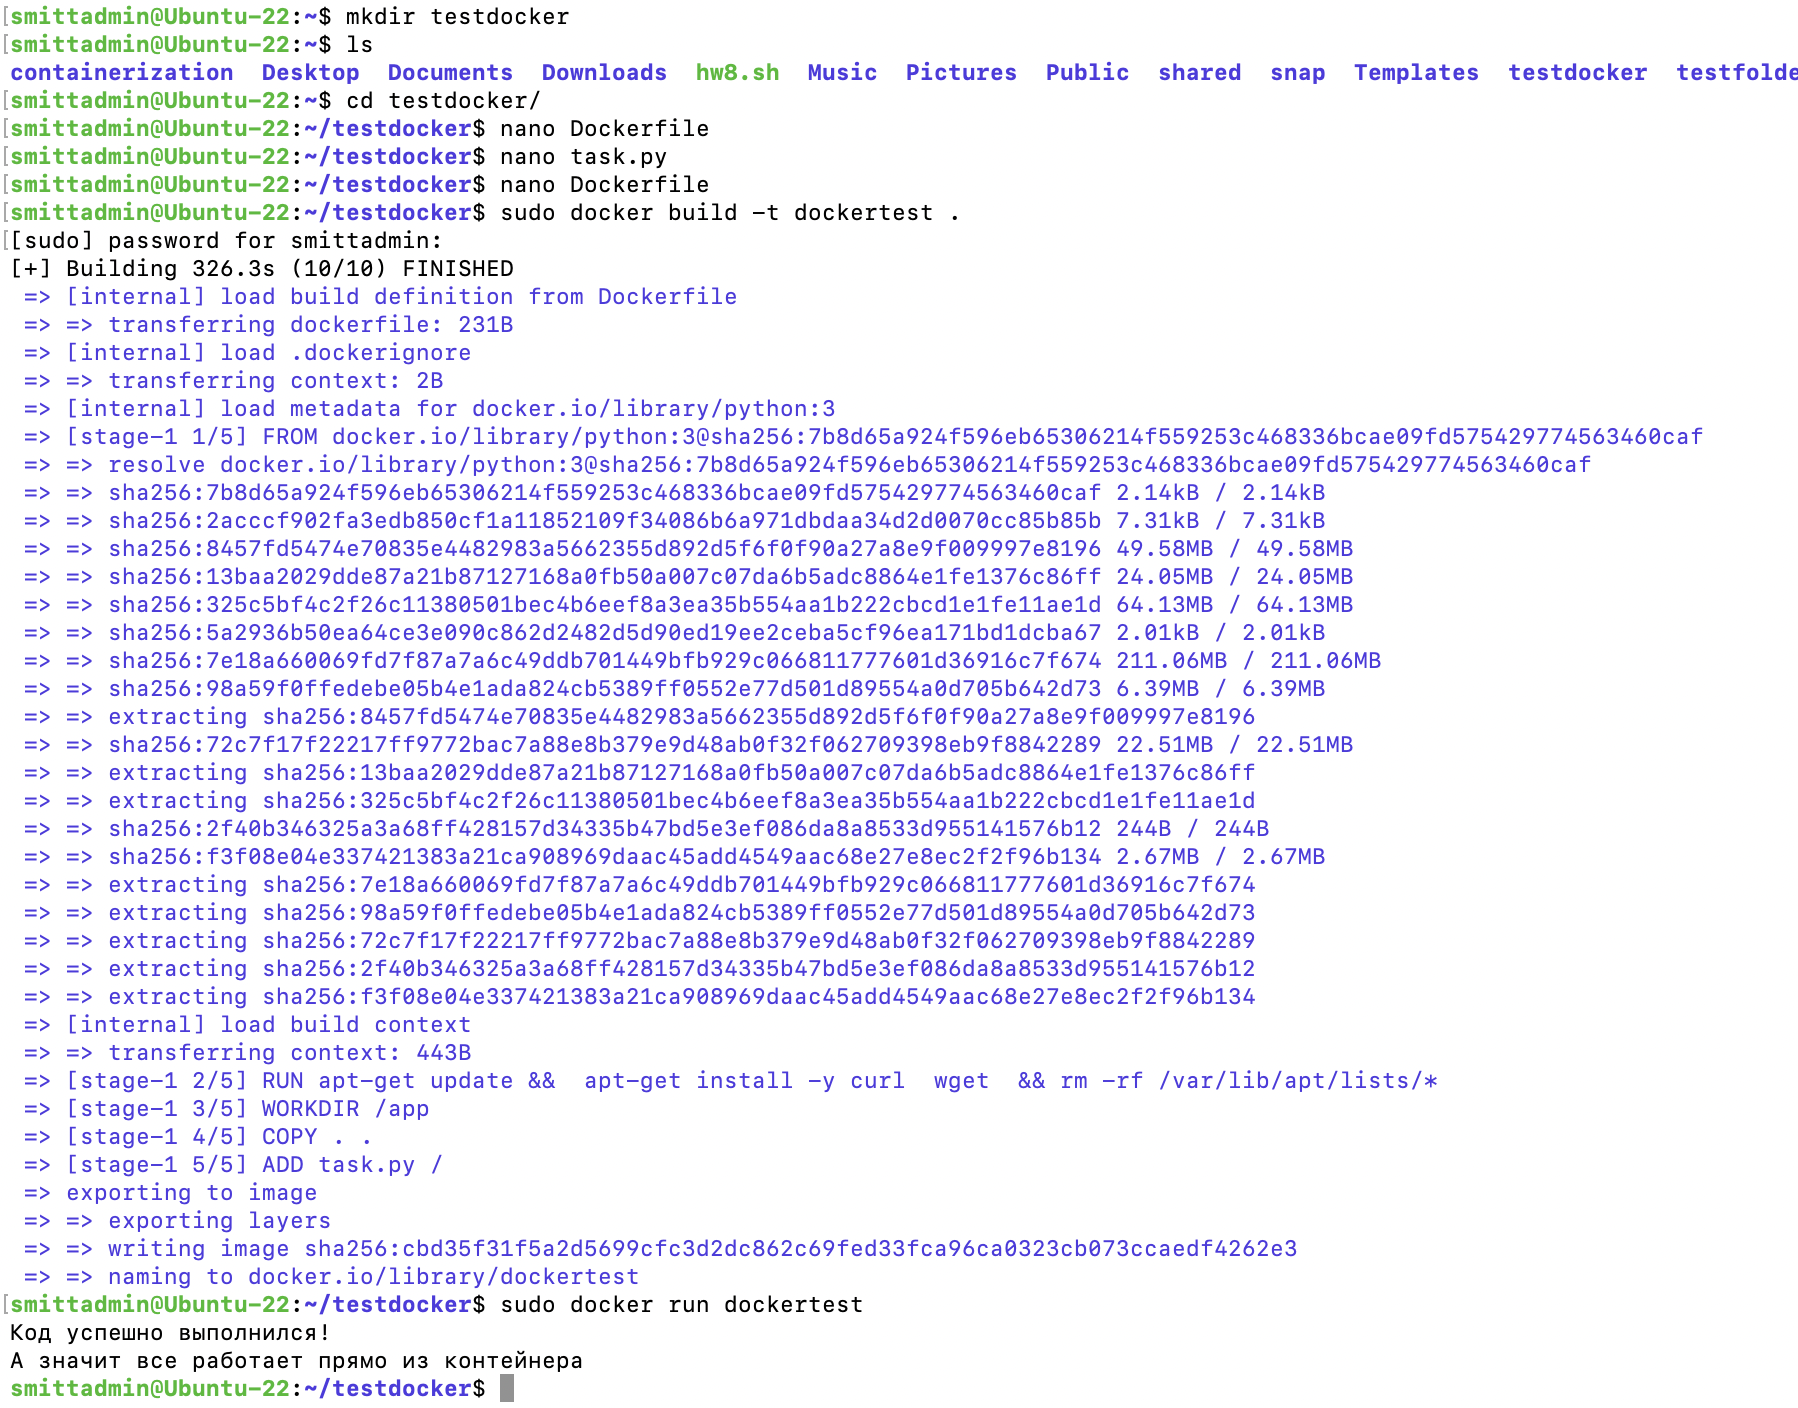 [smittadmin@Ubuntu-22:~$ mkdir testdocker
[smittadmin@Ubuntu-22:~$ ls
containerization  Desktop  Documents  Downloads  hw8.sh  Music  Pictures  Public  shared  snap  Templates  testdocker  testfolde
[smittadmin@Ubuntu-22:~$ cd testdocker/
[smittadmin@Ubuntu-22:~/testdocker$ nano Dockerfile
[smittadmin@Ubuntu-22:~/testdocker$ nano task.py
[smittadmin@Ubuntu-22:~/testdocker$ nano Dockerfile
[smittadmin@Ubuntu-22:~/testdocker$ sudo docker build -t dockertest .
[[sudo] password for smittadmin:
[+] Building 326.3s (10/10) FINISHED
 => [internal] load build definition from Dockerfile
 => => transferring dockerfile: 231B
 => [internal] load .dockerignore
 => => transferring context: 2B
 => [internal] load metadata for docker.io/library/python:3
 => [stage-1 1/5] FROM docker.io/library/python:3@sha256:7b8d65a924f596eb65306214f559253c468336bcae09fd575429774563460caf
 => => resolve docker.io/library/python:3@sha256:7b8d65a924f596eb65306214f559253c468336bcae09fd575429774563460caf
 => => sha256:7b8d65a924f596eb65306214f559253c468336bcae09fd575429774563460caf 2.14kB / 2.14kB
 => => sha256:2acccf902fa3edb850cf1a11852109f34086b6a971dbdaa34d2d0070cc85b85b 7.31kB / 7.31kB
 => => sha256:8457fd5474e70835e4482983a5662355d892d5f6f0f90a27a8e9f009997e8196 49.58MB / 49.58MB
 => => sha256:13baa2029dde87a21b87127168a0fb50a007c07da6b5adc8864e1fe1376c86ff 24.05MB / 24.05MB
 => => sha256:325c5bf4c2f26c11380501bec4b6eef8a3ea35b554aa1b222cbcd1e1fe11ae1d 64.13MB / 64.13MB
 => => sha256:5a2936b50ea64ce3e090c862d2482d5d90ed19ee2ceba5cf96ea171bd1dcba67 2.01kB / 2.01kB
 => => sha256:7e18a660069fd7f87a7a6c49ddb701449bfb929c066811777601d36916c7f674 211.06MB / 211.06MB
 => => sha256:98a59f0ffedebe05b4e1ada824cb5389ff0552e77d501d89554a0d705b642d73 6.39MB / 6.39MB
 => => extracting sha256:8457fd5474e70835e4482983a5662355d892d5f6f0f90a27a8e9f009997e8196
 => => sha256:72c7f17f22217ff9772bac7a88e8b379e9d48ab0f32f062709398eb9f8842289 22.51MB / 22.51MB
 => => extracting sha256:13baa2029dde87a21b87127168a0fb50a007c07da6b5adc8864e1fe1376c86ff
 => => extracting sha256:325c5bf4c2f26c11380501bec4b6eef8a3ea35b554aa1b222cbcd1e1fe11ae1d
 => => sha256:2f40b346325a3a68ff428157d34335b47bd5e3ef086da8a8533d955141576b12 244B / 244B
 => => sha256:f3f08e04e337421383a21ca908969daac45add4549aac68e27e8ec2f2f96b134 2.67MB / 2.67MB
 => => extracting sha256:7e18a660069fd7f87a7a6c49ddb701449bfb929c066811777601d36916c7f674
 => => extracting sha256:98a59f0ffedebe05b4e1ada824cb5389ff0552e77d501d89554a0d705b642d73
 => => extracting sha256:72c7f17f22217ff9772bac7a88e8b379e9d48ab0f32f062709398eb9f8842289
 => => extracting sha256:2f40b346325a3a68ff428157d34335b47bd5e3ef086da8a8533d955141576b12
 => => extracting sha256:f3f08e04e337421383a21ca908969daac45add4549aac68e27e8ec2f2f96b134
 => [internal] load build context
 => => transferring context: 443B
 => [stage-1 2/5] RUN apt-get update &&  apt-get install -y curl  wget  && rm -rf /var/lib/apt/lists/*
 => [stage-1 3/5] WORKDIR /app
 => [stage-1 4/5] COPY . .
 => [stage-1 5/5] ADD task.py /
 => exporting to image
 => => exporting layers
 => => writing image sha256:cbd35f31f5a2d5699cfc3d2dc862c69fed33fca96ca0323cb073ccaedf4262e3
 => => naming to docker.io/library/dockertest
[smittadmin@Ubuntu-22:~/testdocker$ sudo docker run dockertest
Код успешно выполнился!
А значит все работает прямо из контейнера
smittadmin@Ubuntu-22:~/testdocker$